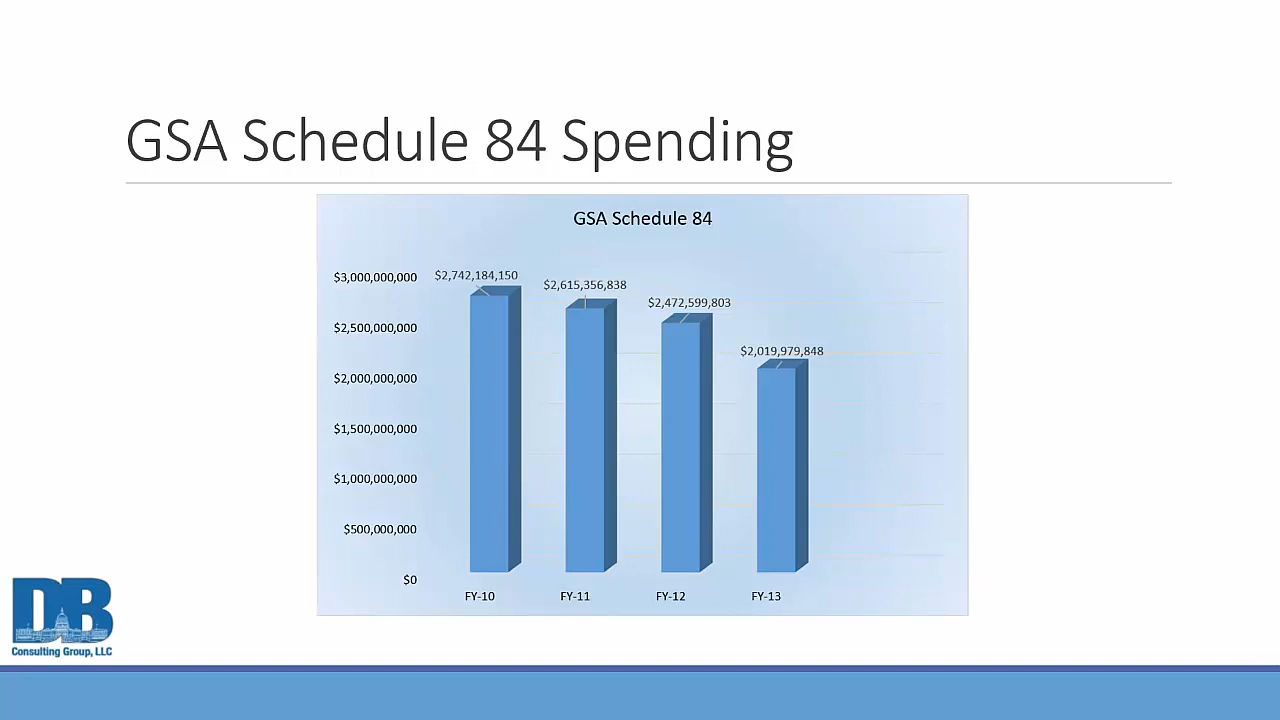 GSA Schedule 84 Spending
GSA Schedule 84
$3,000,000,000
$2,500,000,000
$2,000,000,000
$1,500,000,000
$1,000,000,000
$500,000,000
$0
$2,742,184,150
$2,615,356,838
$2,472,599,803
$2,019,979,848
FY-10
FY-11
FY-12
FY-13
DB
Consulting Group, LLC